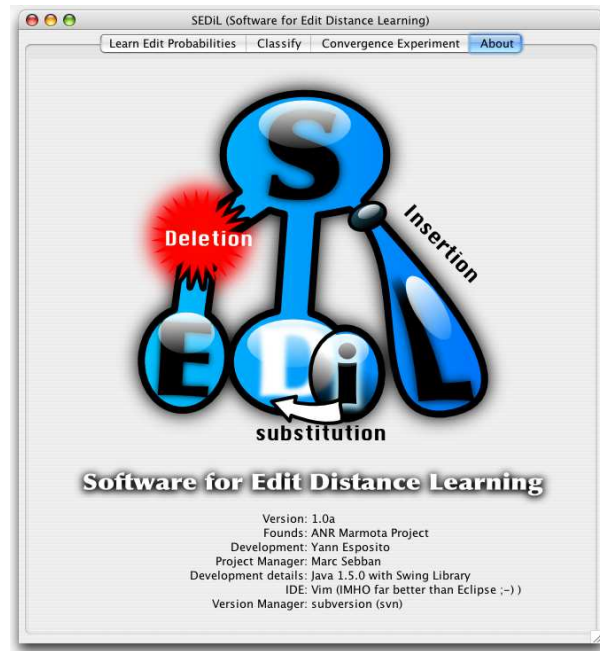 SEDiL (Software for Edit Distance Learning)
Learn Edit Probabilities Classify Convergence Experiment About
S
Deletion
Insertion
E D i L
substitution
Software for Edit Distance Learning
Version: 1.0a
Founds: ANR Marmota Project
Development: Yann Esposito
Project Manager: Marc Sebban
Development details: Java 1.5.0 with Swing Library
IDE: Vim (IMHO far better than Eclipse ;-) )
Version Manager: subversion (svn)